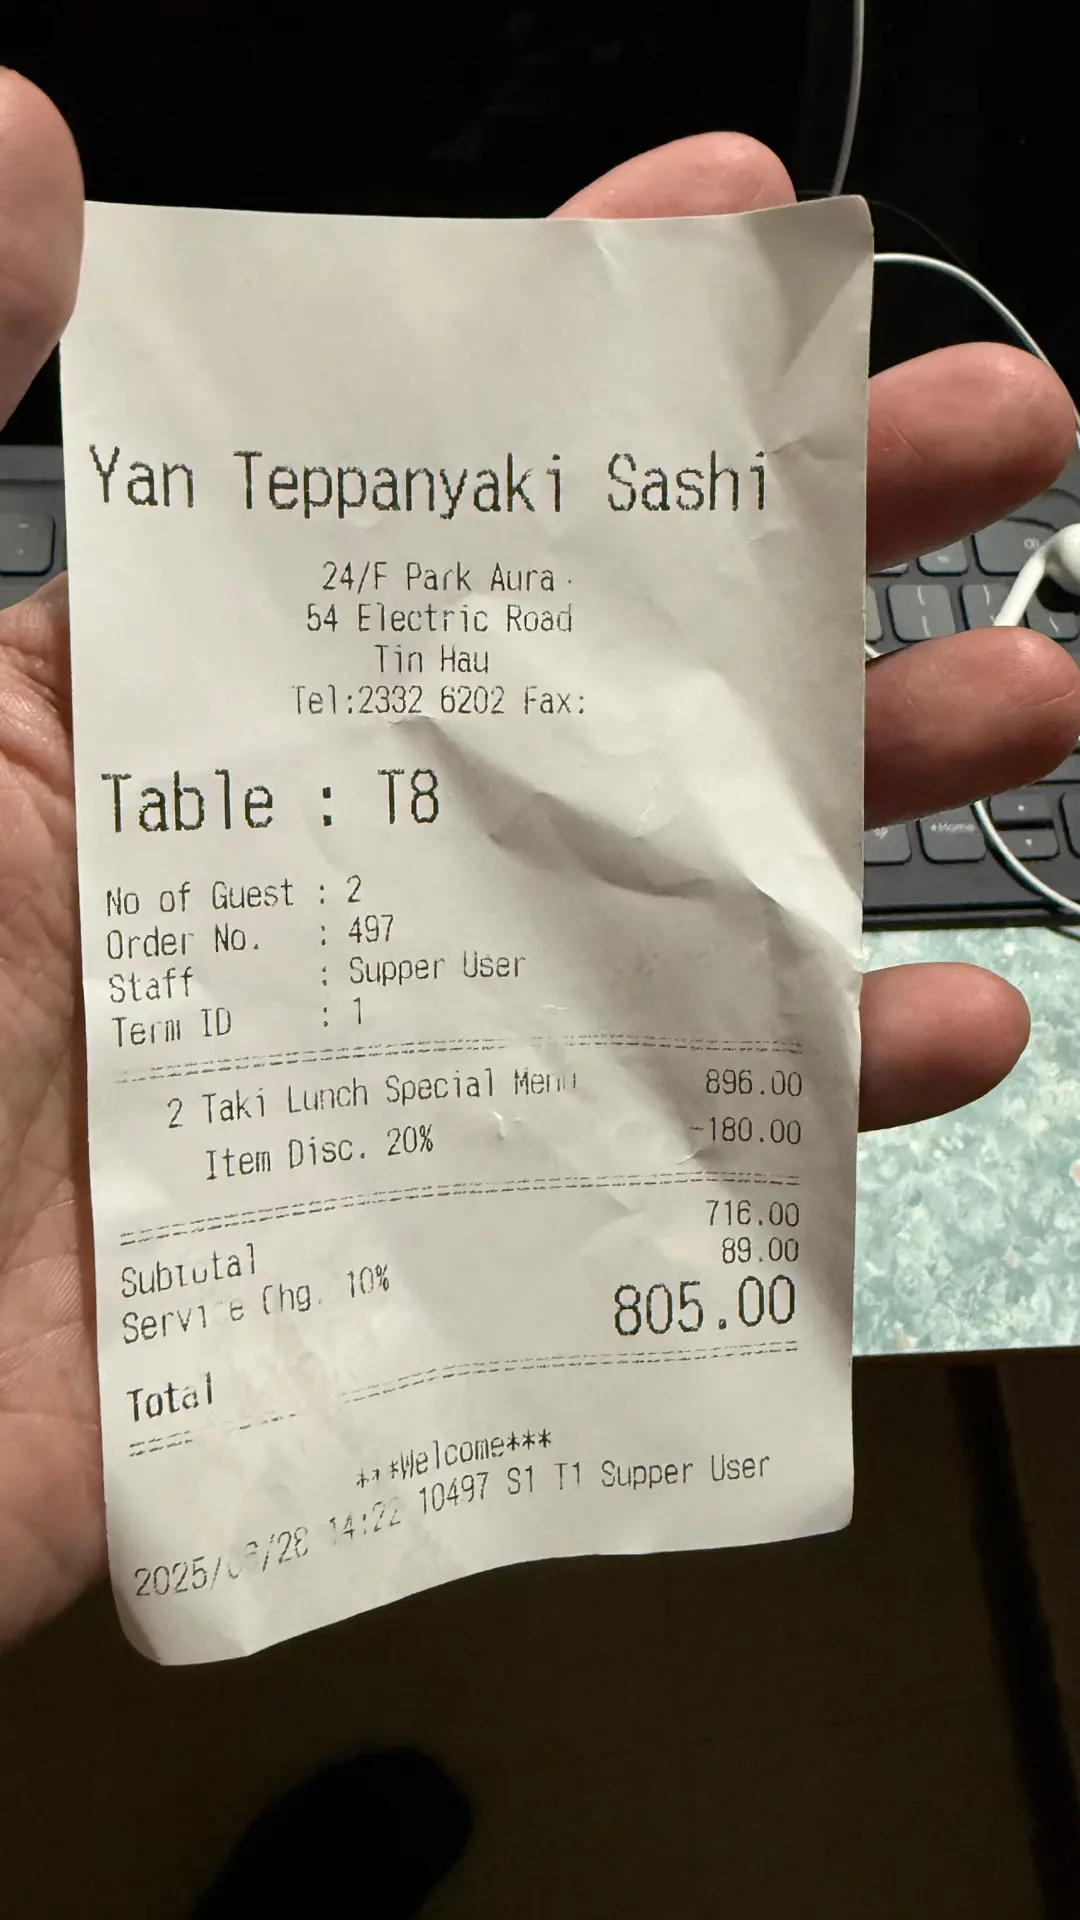 Yan Teppanyaki Sashi
24/F Park Aura
54 Electric Road
Tin Hau
Tel:2332 6202 Fax:
Table : T8
No of Guest : 2
Order No. : 497
Staff : Supper User
Term ID : 1
2 Taki Lunch Special Menu 896.00
Item Disc. 20% -180.00
Subtotal 716.00
Service Chg. 10% 89.00
Total 805.00
***Welcome***
14:22 10497 S1 T1 Supper User